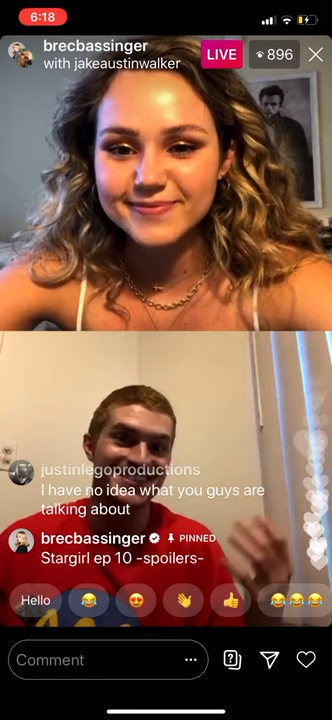 6:18
brecbassinger
with jakeaustinwalker
LIVE
896
justinlegoproductions
I have no idea what you guys are
talking about
brecbassinger PINNED
Stargirl ep 10 -spoilers-
Hello
Comment